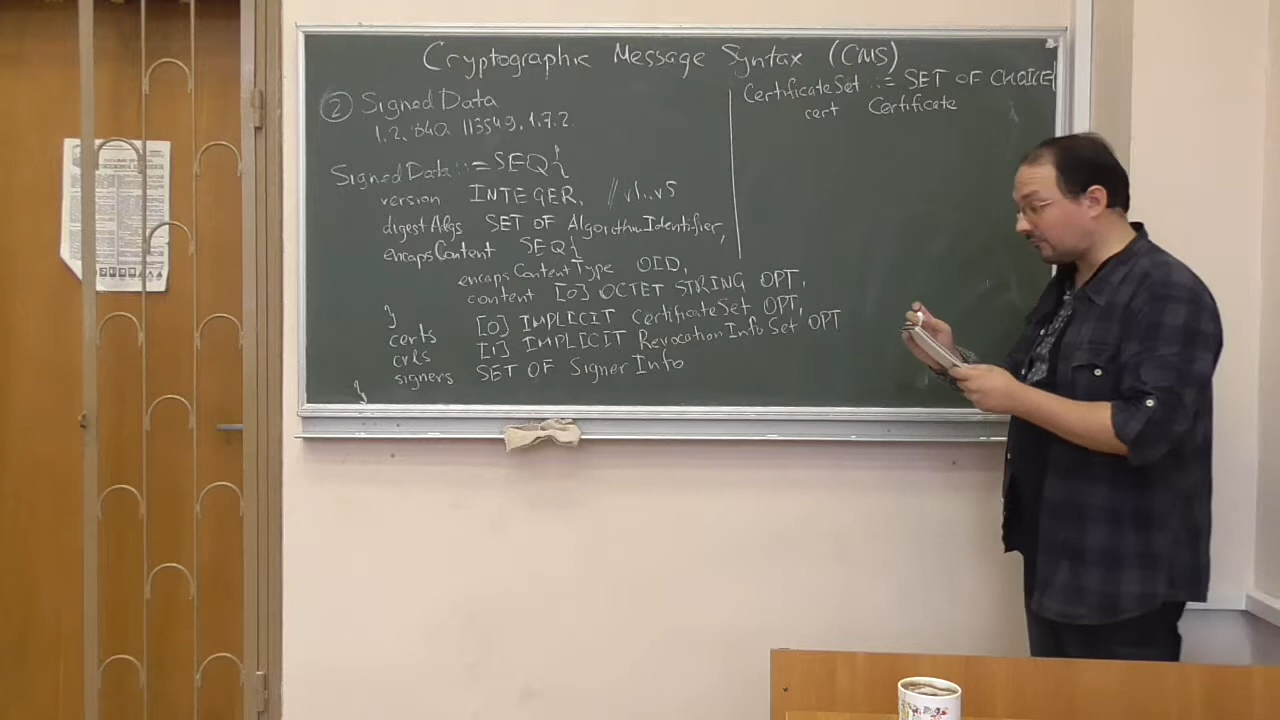 Cryptographic Message Syntax (CMS)
② Signed Data
1.2.840.113549.1.7.2
SignedData ::= SEQ{
version INTEGER, // v1..v5
digestAlgs SET OF AlgorithmIdentifier,
encapsContent SEQ{
encapsContentType OID,
content [0] OCTET STRING OPT,
}
certs [0] IMPLICIT CertificateSet OPT,
crls [1] IMPLICIT RevocationInfoSet OPT
signers SET OF SignerInfo
}
CertificateSet ::= SET OF CHOICE{
cert Certificate